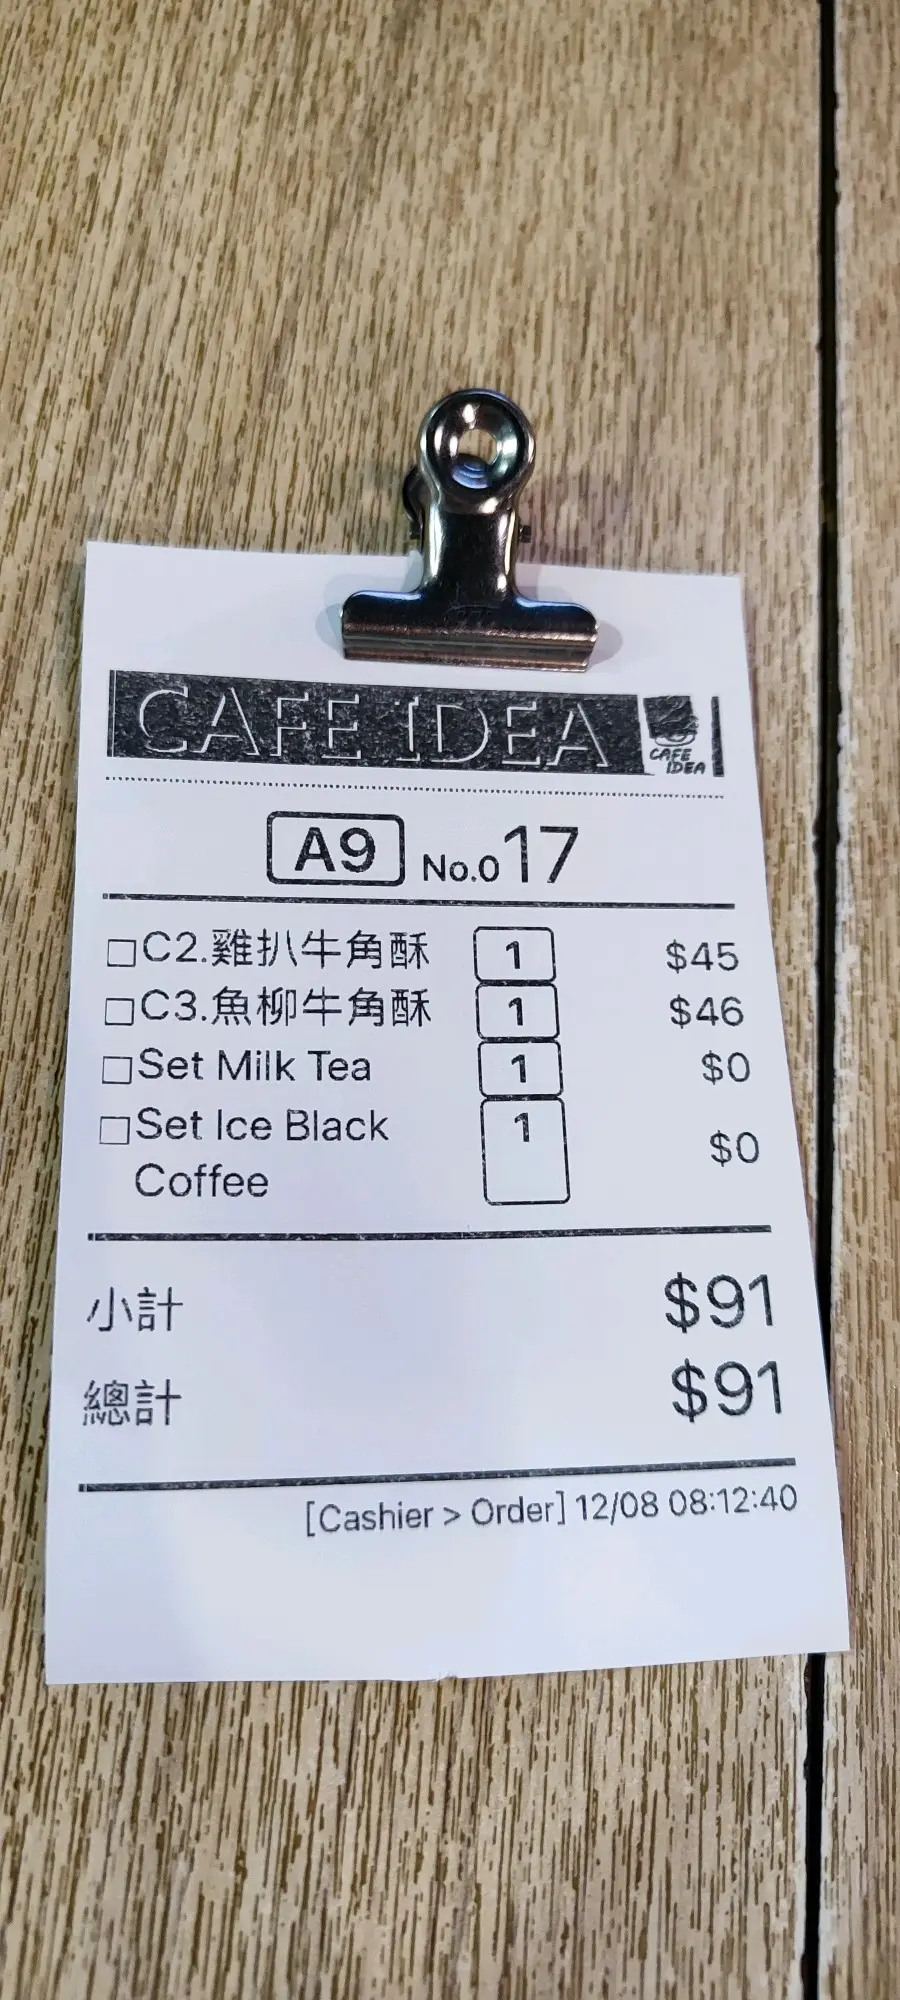 CAFE IDEA
CAFE
IDEA
A9 No.017
□C2.雞扒牛角酥 1 $45
□C3.魚柳牛角酥 1 $46
□Set Milk Tea 1 $0
□Set Ice Black 1 $0
Coffee
小計 $91
總計 $91
[Cashier > Order] 12/08 08:12:40